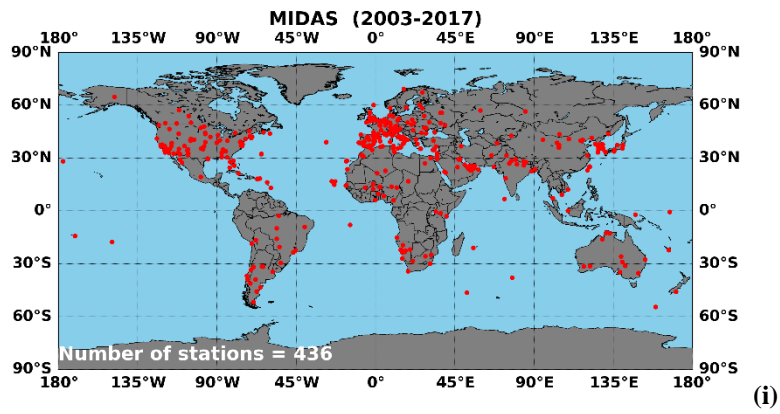 MIDAS (2003-2017)
180° 135°W 90°W 45°W 0° 45°E 90°E 135°E 180°
90°N 90°N
60°N 60°N
30°N 30°N
0° 0°
30°S 30°S
60°S 60°S
Number of stations = 436
90°S 90°S
180° 135°W 90°W 45°W 0° 45°E 90°E 135°E 180°
(i)